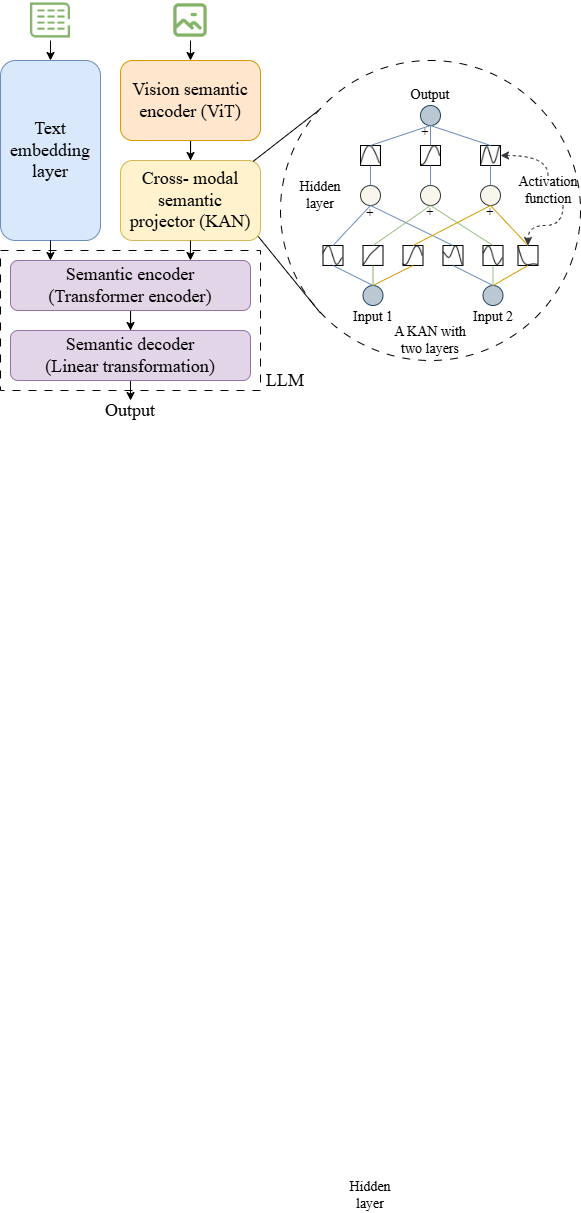 Text
embedding
layer
Vision semantic
encoder (ViT)
Cross- modal
semantic
projector (KAN)
Semantic encoder
(Transformer encoder)
Semantic decoder
(Linear transformation)
LLM
Output
Output
+
Hidden
layer
Activation
function
+
+
+
Input 1
Input 2
A KAN with
two layers
Hidden
layer